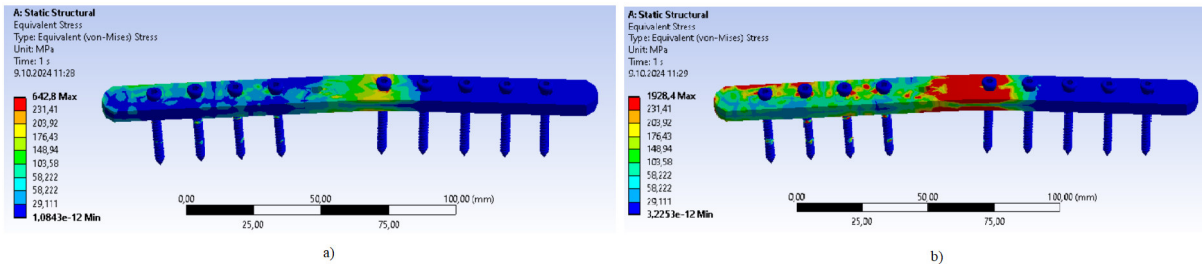 A: Static Structural
Equivalent Stress
Type: Equivalent (von-Mises) Stress
Unit: MPa
Time: 1 s
9.10.2024 11:28
642,8 Max
231,41
203,92
176,43
148,94
103,58
58,222
29,111
1,0843e-12 Min
0,00
50,00
100,00 (mm)
25,00
75,00
a)
A: Static Structural
Equivalent Stress
Type: Equivalent (von-Mises) Stress
Unit: MPa
Time: 1 s
9.10.2024 11:29
1928,4 Max
231,41
203,92
176,43
148,94
103,58
58,222
29,111
3,2253e-12 Min
0,00
50,00
100,00 (mm)
25,00
75,00
b)